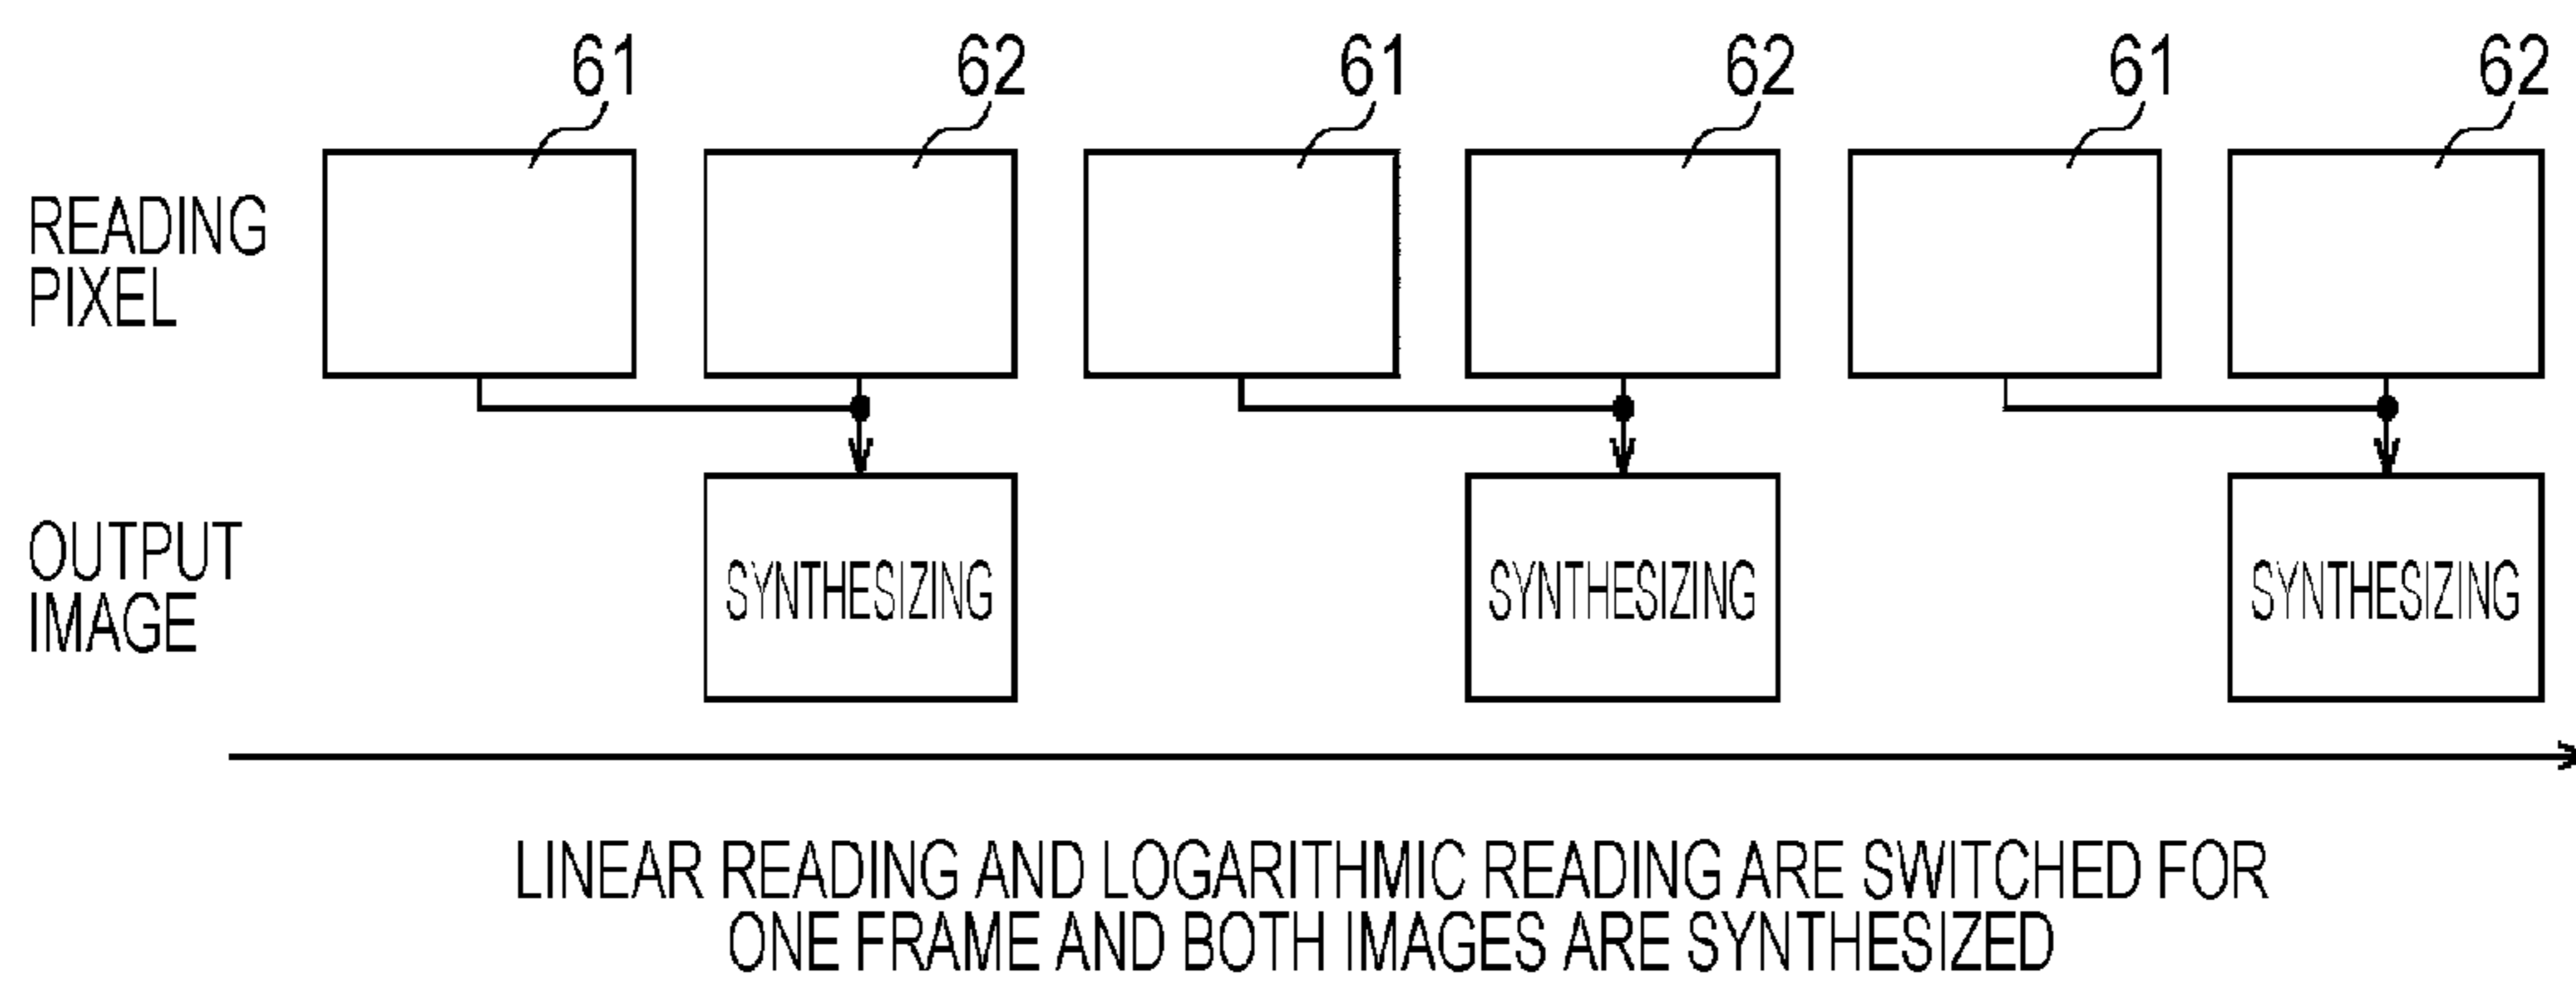 61 62 61 62 61 62
READING
PIXEL
OUTPUT
IMAGE
SYNTHESIZING SYNTHESIZING SYNTHESIZING
LINEAR READING AND LOGARITHMIC READING ARE SWITCHED FOR
ONE FRAME AND BOTH IMAGES ARE SYNTHESIZED